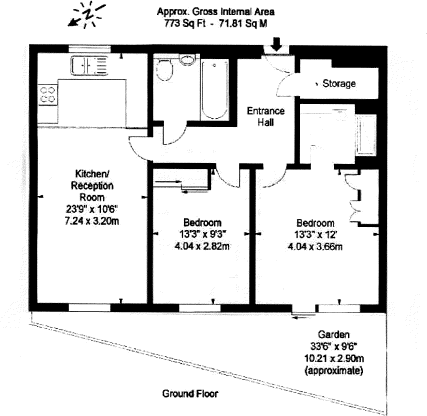 Approx. Gross Internal Area
773 Sq Ft - 71.81 Sq M
Storage
Entrance
Hall
Kitchen/
Reception
Room
23'9" x 10'6"
7.24 x 3.20m
Bedroom
13'3" x 9'3"
4.04 x 2.82m
Bedroom
13'3" x 12'
4.04 x 3.66m
Garden
33'6" x 9'6"
10.21 x 2.90m
(approximate)
Ground Floor